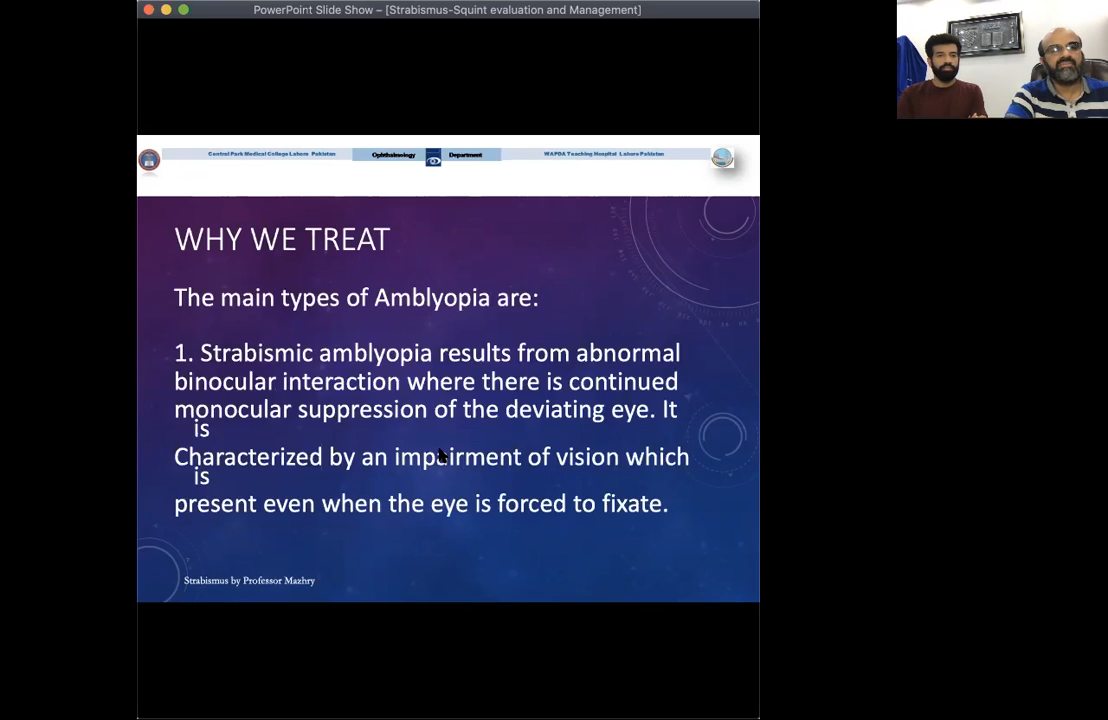 PowerPoint Slide Show – [Strabismus-Squint evaluation and Management]
Central Park Medical College Lahore Pakistan Ophthalmology Department WAPDA Teaching Hospital Lahore Pakistan
WHY WE TREAT
The main types of Amblyopia are:
1. Strabismic amblyopia results from abnormal
binocular interaction where there is continued
monocular suppression of the deviating eye. It
is
Characterized by an impairment of vision which
is
present even when the eye is forced to fixate.
Strabismus by Professor Mazhry